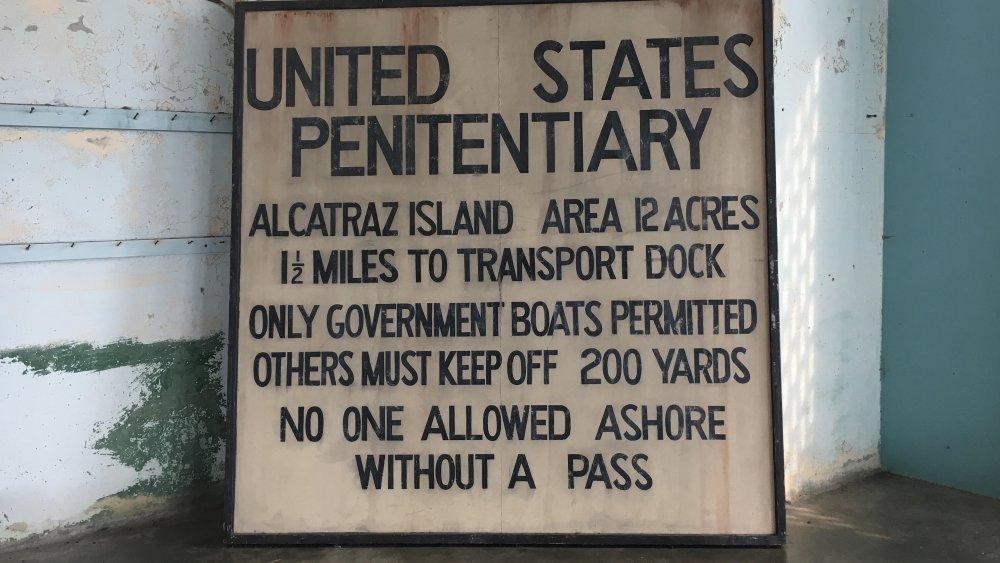 UNITED STATES
PENITENTIARY
ALCATRAZ ISLAND AREA 12 ACRES
1½ MILES TO TRANSPORT DOCK
ONLY GOVERNMENT BOATS PERMITTED
OTHERS MUST KEEP OFF 200 YARDS
NO ONE ALLOWED ASHORE
WITHOUT A PASS